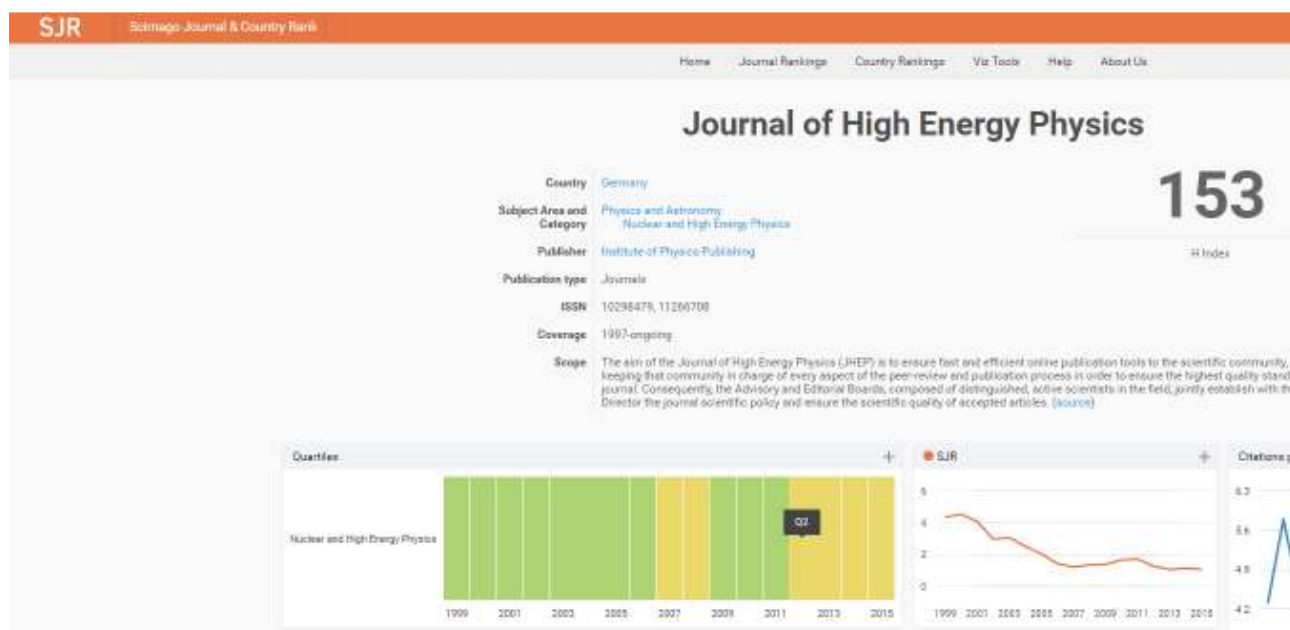 SJR Scimago Journal & Country Rank
Home Journal Rankings Country Rankings Viz Tools Help About Us
Journal of High Energy Physics
Country Germany
Subject Area and Category Physics and Astronomy
Nuclear and High Energy Physics
Publisher Institute of Physics Publishing
Publication type Journals
ISSN 10298479, 11266708
Coverage 1997-ongoing
Scope The aim of the Journal of High Energy Physics (JHEP) is to ensure fast and efficient online publication tools to the scientific community,
keeping that community in charge of every aspect of the peer-review and publication process in order to ensure the highest quality stand
journal. Consequently, the Advisory and Editorial Boards, composed of distinguished, active scientists in the field, jointly establish with th
Director the journal scientific policy and ensure the scientific quality of accepted articles. (source)
153
H Index
Quartiles +
Nuclear and High Energy Physics
Q2
1999 2001 2003 2005 2007 2009 2011 2013 2015
SJR +
6
4
2
0
1999 2001 2003 2005 2007 2009 2011 2013 2015
Citations p
6.3
5.6
4.9
4.2